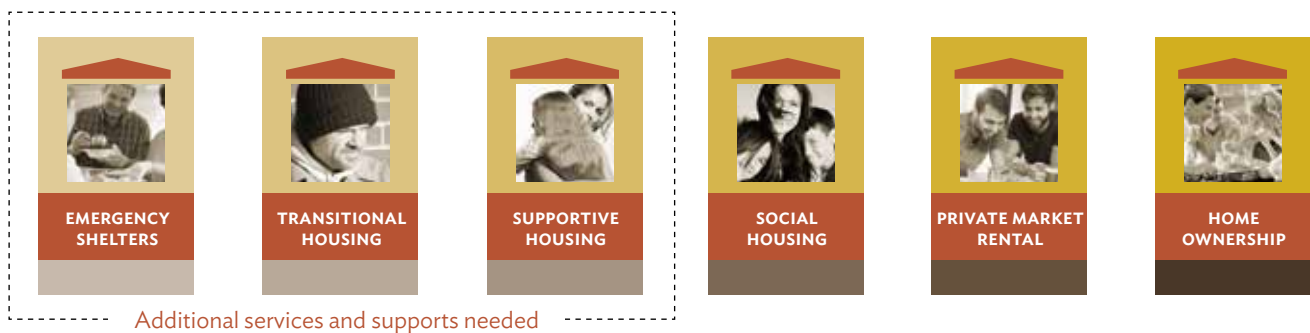 EMERGENCY
SHELTERS
TRANSITIONAL
HOUSING
SUPPORTIVE
HOUSING
SOCIAL
HOUSING
PRIVATE MARKET
RENTAL
HOME
OWNERSHIP
Additional services and supports needed